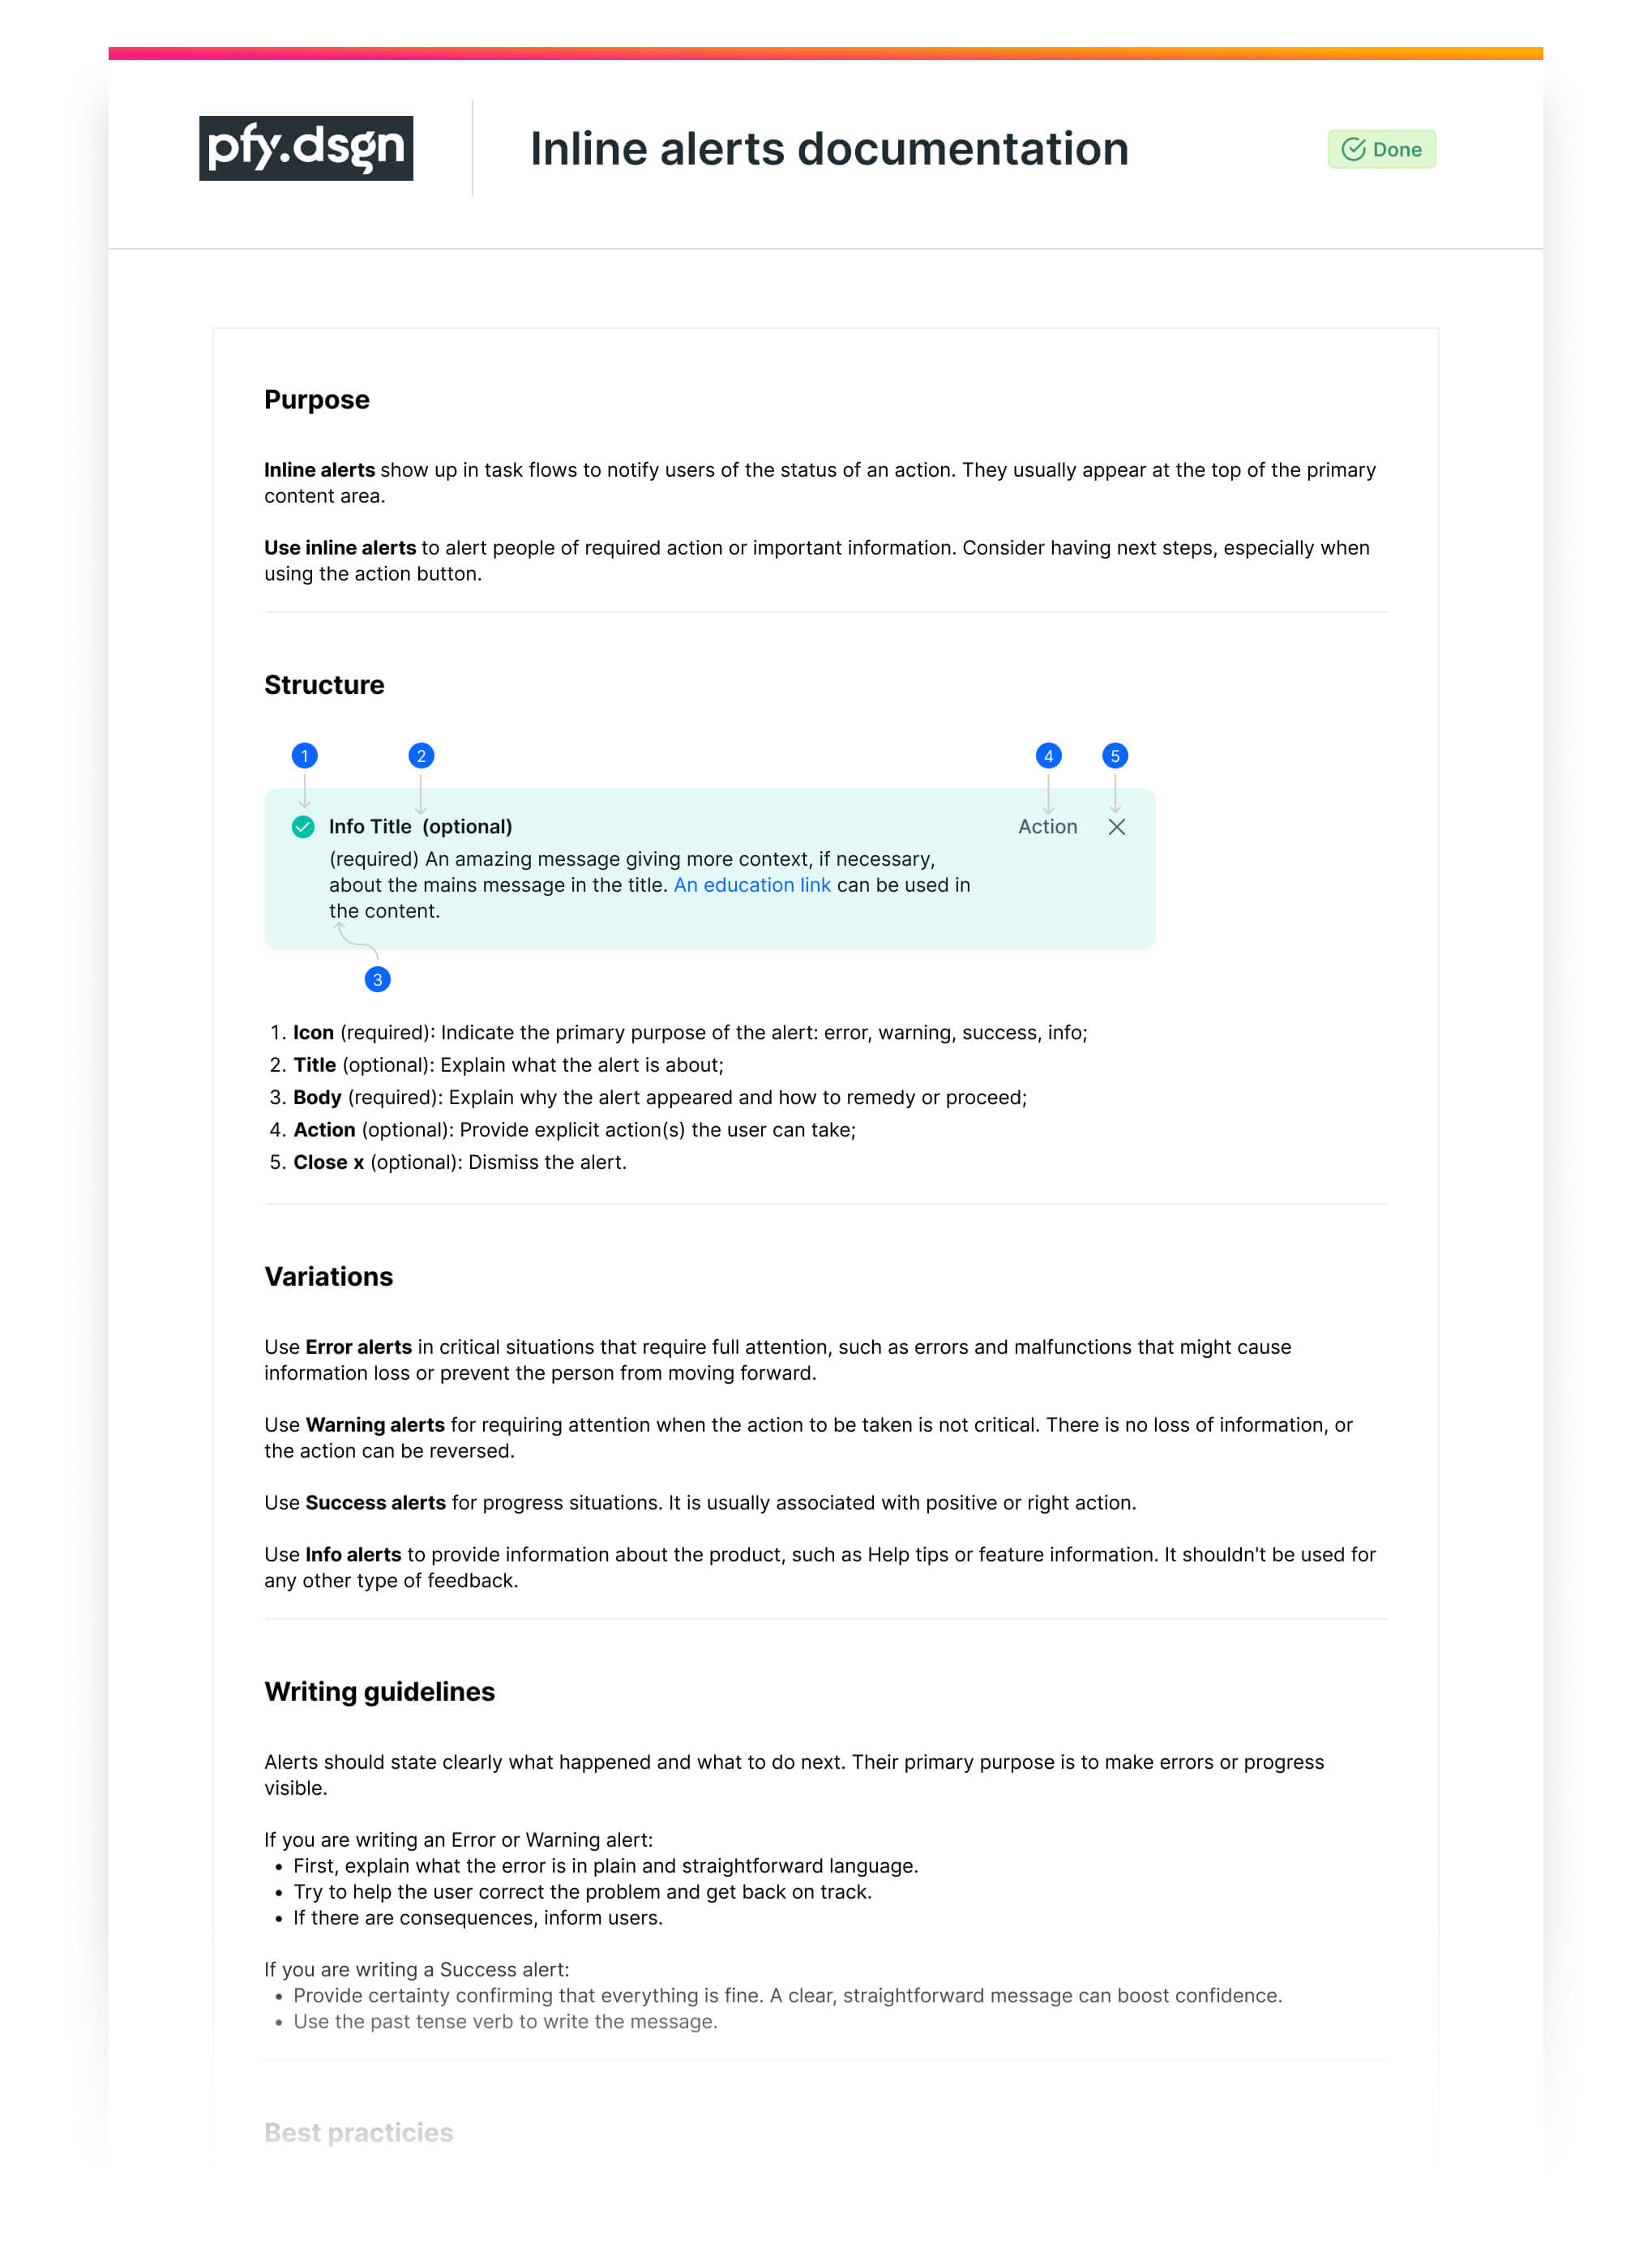 pfy.dsgn
Inline alerts documentation
Done
Purpose
Inline alerts show up in task flows to notify users of the status of an action. They usually appear at the top of the primary
content area.
Use inline alerts to alert people of required action or important information. Consider having next steps, especially when
using the action button.
Structure
1
2
4
5
Info Title (optional)
Action
(required) An amazing message giving more context, if necessary,
about the mains message in the title. An education link can be used in
the content.
3
1. Icon (required): Indicate the primary purpose of the alert: error, warning, success, info;
2. Title (optional): Explain what the alert is about;
3. Body (required): Explain why the alert appeared and how to remedy or proceed;
4. Action (optional): Provide explicit action(s) the user can take;
5. Close x (optional): Dismiss the alert.
Variations
Use Error alerts in critical situations that require full attention, such as errors and malfunctions that might cause
information loss or prevent the person from moving forward.
Use Warning alerts for requiring attention when the action to be taken is not critical. There is no loss of information, or
the action can be reversed.
Use Success alerts for progress situations. It is usually associated with positive or right action.
Use Info alerts to provide information about the product, such as Help tips or feature information. It shouldn't be used for
any other type of feedback.
Writing guidelines
Alerts should state clearly what happened and what to do next. Their primary purpose is to make errors or progress
visible.
If you are writing an Error or Warning alert:
• First, explain what the error is in plain and straightforward language.
• Try to help the user correct the problem and get back on track.
• If there are consequences, inform users.
If you are writing a Success alert:
• Provide certainty confirming that everything is fine. A clear, straightforward message can boost confidence.
• Use the past tense verb to write the message.
Best practicies